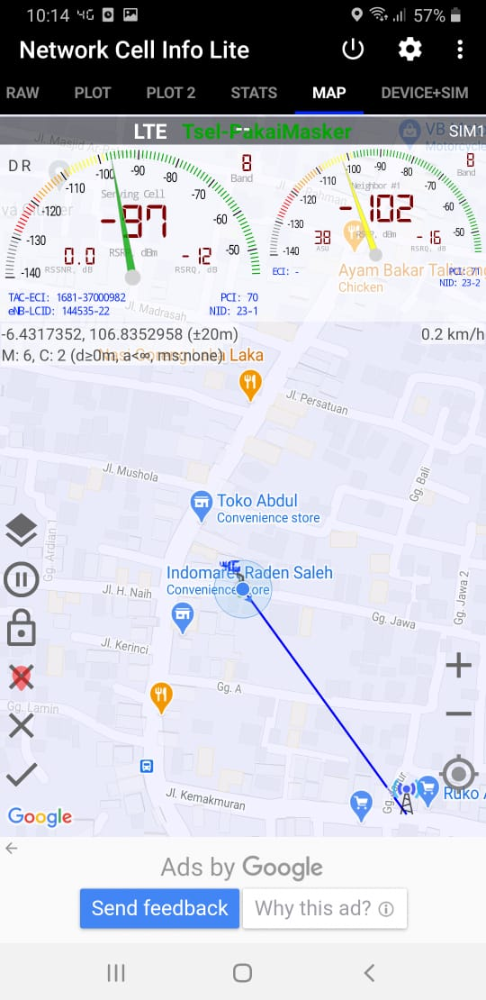 10:14 4G 57%
Network Cell Info Lite
RAW PLOT PLOT 2 STATS MAP DEVICE+SIM
LTE Tsel-PakaiMasker -- SIM1
VB
Motorcycle
Jl. Masjid
DR
-140 -130 -120 -110 -100 -90 -80 -70 -60 -50
8
Band
Serving Cell
-97
RSRP, dBm
0.0
RSSNR, dB
-12
RSRQ, dB
TAC-ECI: 1681-37000982 PCI: 70
eNB-LCID: 144535-22 NID: 23-1
-140 -130 -120 -110 -100 -90 -80 -70 -60 -50
8
Band
Neighbor #1
-102
RSRP, dBm
38
ASU
-16
RSRQ, dB
ECI: - PCI: 71
NID: 23-2
Ayam Bakar
Chicken
Jl. Madrasah
-6.4317352, 106.8352958 (±20m) 0.2 km/h
M: 6, C: 2 (d≥0m, a<∞, ms:none)
Laka
Jl. Persatuan
Jl. Mushola
Gg. Bali
Toko Abdul
Convenience store
Gg. Ardian 1
4G
Indomaret Raden Saleh
Convenience store
Jl. H. Naih
Gg. Jawa
Gg. Jawa 2
Jl. Kerinci
Gg. A
Gg. Lamin
Jl. Kemakmuran
Ruko A
Google
Ads by Google
Send feedback
Why this ad?